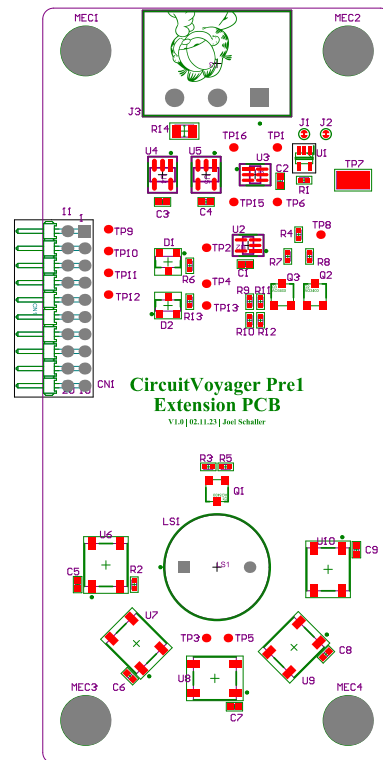 MEC1
MEC2
J3
R14
TP16
TP1
J1
J2
U4
U5
U3
U1
TP7
C2
R1
C3
C4
TP15
TP6
I1
1
TP9
TP10
TP11
TP12
D1
R6
TP2
U2
C1
R4
TP8
R7
R8
TP4
D2
R13
TP13
R9
R11
Q3
Q2
R10
R12
CN1
CircuitVoyager Pre1
Extension PCB
V1.0 | 02.11.23 | Joel Schaller
R3
R5
Q1
LS1
LS1
U6
U10
C9
C5
R2
U7
TP3
TP5
U9
C8
C6
U8
C7
MEC3
MEC4